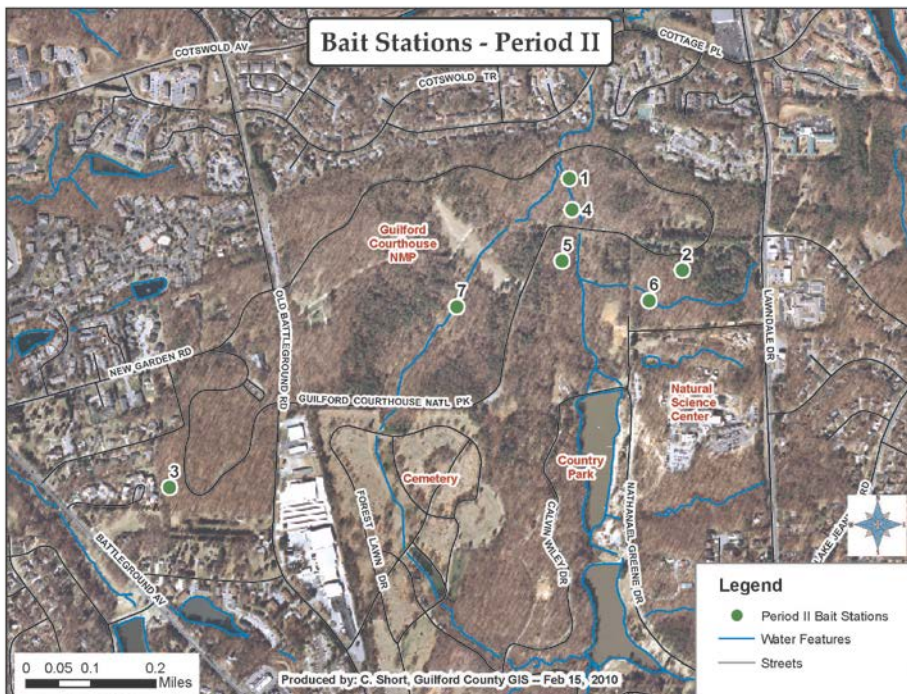 Bait Stations - Period II
COTSWOLD AV
COTTAGE PL
COTSWOLD TR
1
4
Guilford
Courthouse
NMP
5
2
6
7
OLD BATTLEGROUND RD
LAWNDALE DR
NEW GARDEN RD
GUILFORD COURTHOUSE NATL PK
Natural
Science
Center
3
Cemetery
Country
Park
FOREST LAWN DR
CALVIN WILEY DR
NATHANAEL GREENE DR
BATTLEGROUND AV
Legend
Period II Bait Stations
Water Features
Streets
0 0.05 0.1 0.2
Miles
Produced by: C. Short, Guilford County GIS -- Feb 15, 2010